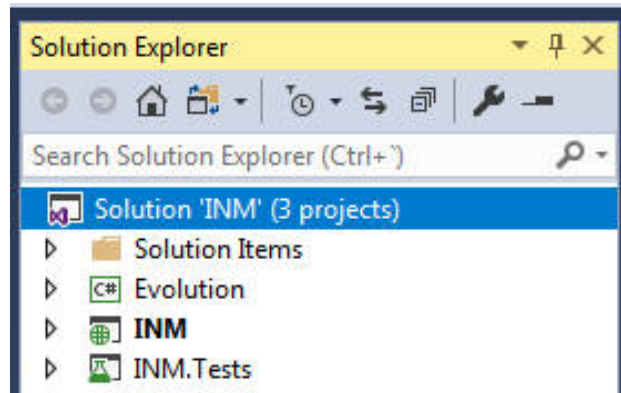 Solution Explorer
Search Solution Explorer (Ctrl+`)
Solution 'INM' (3 projects)
Solution Items
C# Evolution
INM
INM.Tests